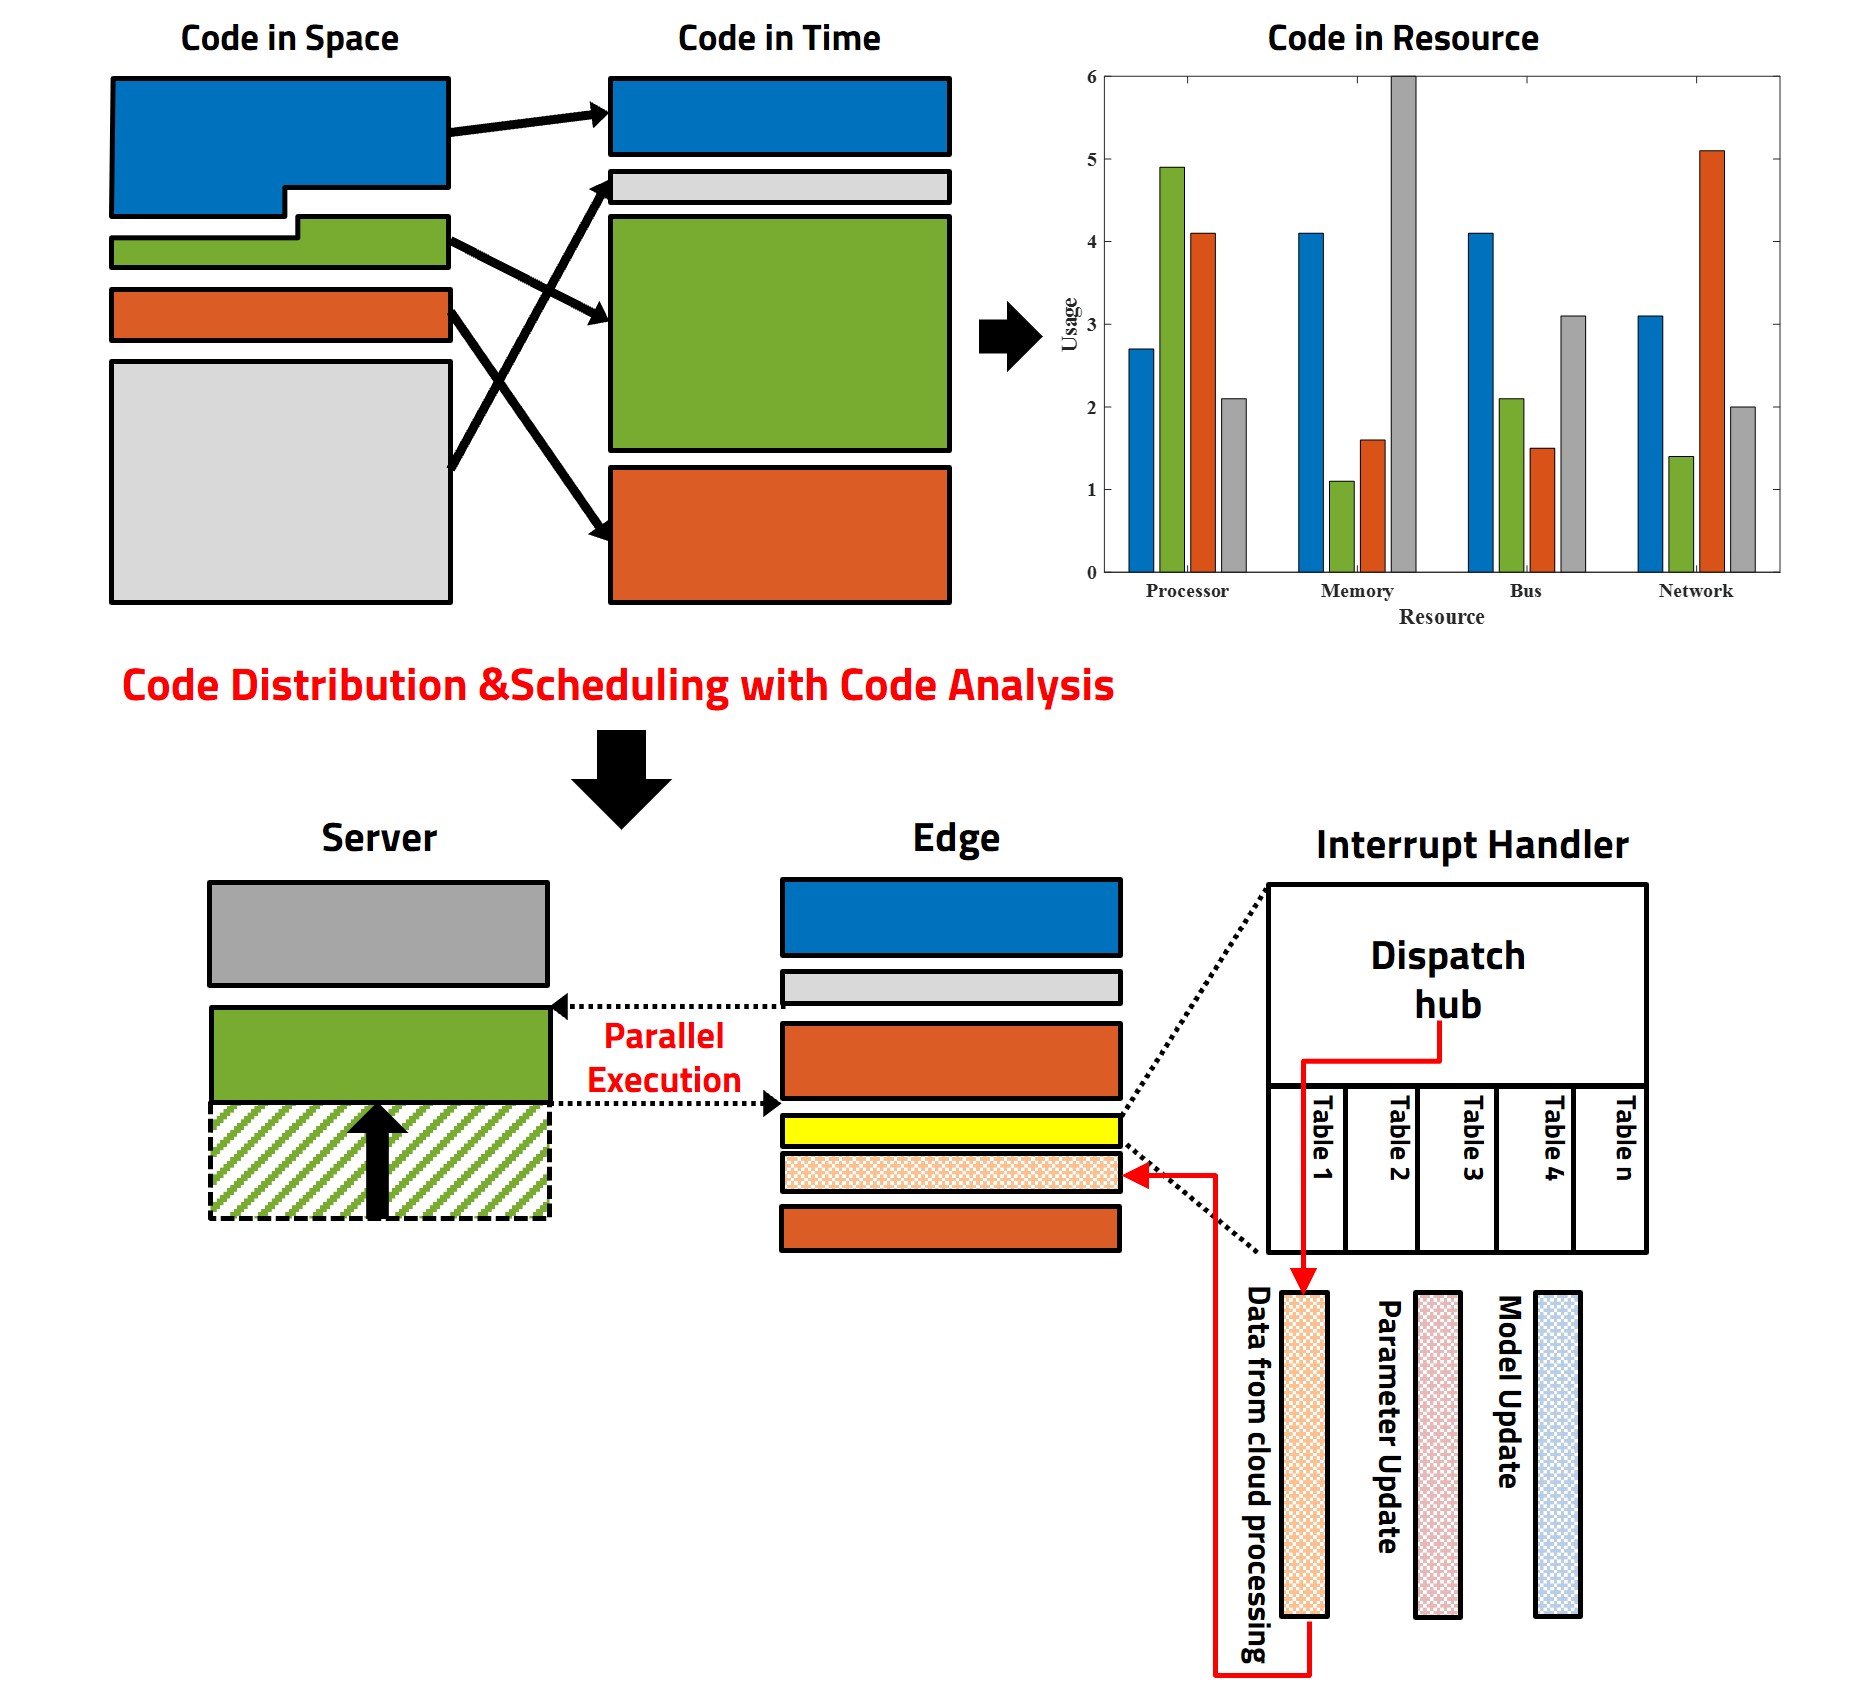 Code in Space
Code in Time
Code in Resource
6
5
4
3
2
1
0
Usage
Processor
Memory
Bus
Network
Resource
Code Distribution &Scheduling with Code Analysis
Server
Edge
Interrupt Handler
Dispatch
hub
Parallel
Execution
Table 1
Table 2
Table 3
Table 4
Table n
Data from cloud processing
Parameter Update
Model Update